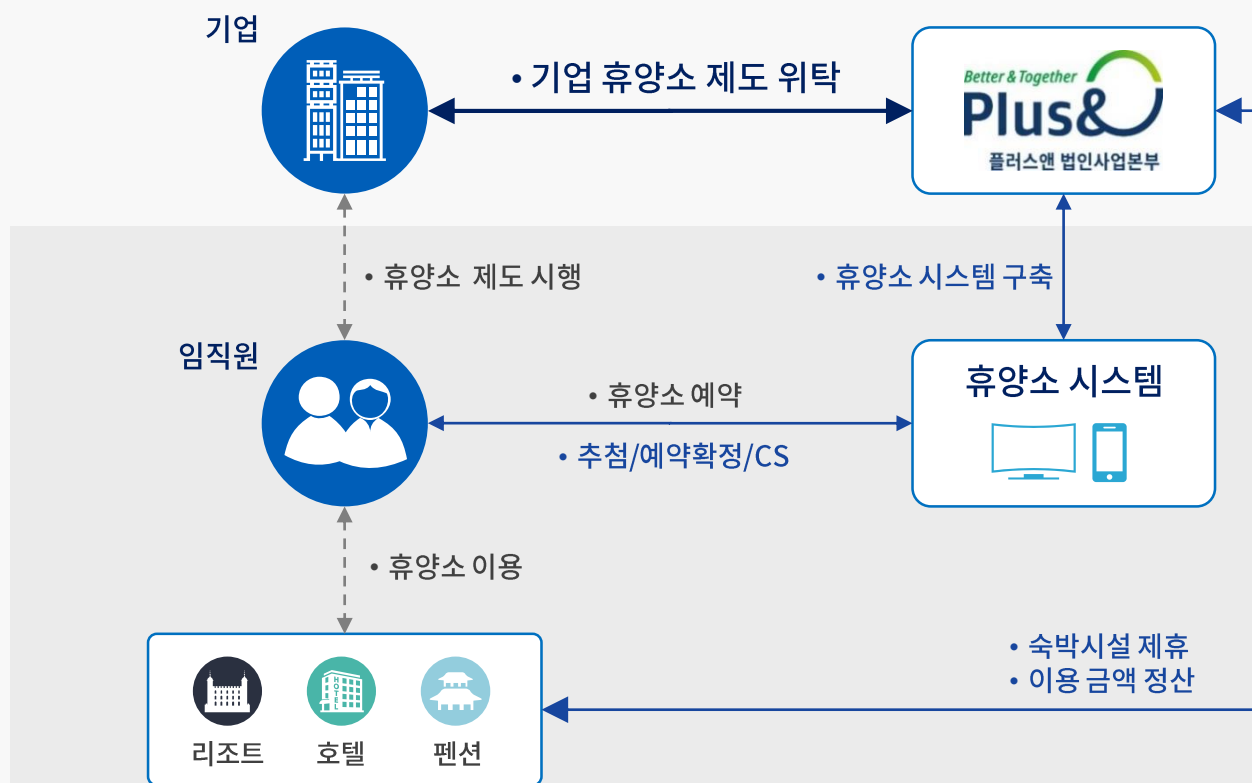 기업
• 기업 휴양소 제도 위탁
Better & Together
Plus&
플러스앤 법인사업본부
• 휴양소 제도 시행
• 휴양소 시스템 구축
임직원
• 휴양소 예약
• 추첨/예약확정/CS
휴양소 시스템
• 휴양소 이용
• 숙박시설 제휴
• 이용 금액 정산
HOTEL
리조트
호텔
펜션